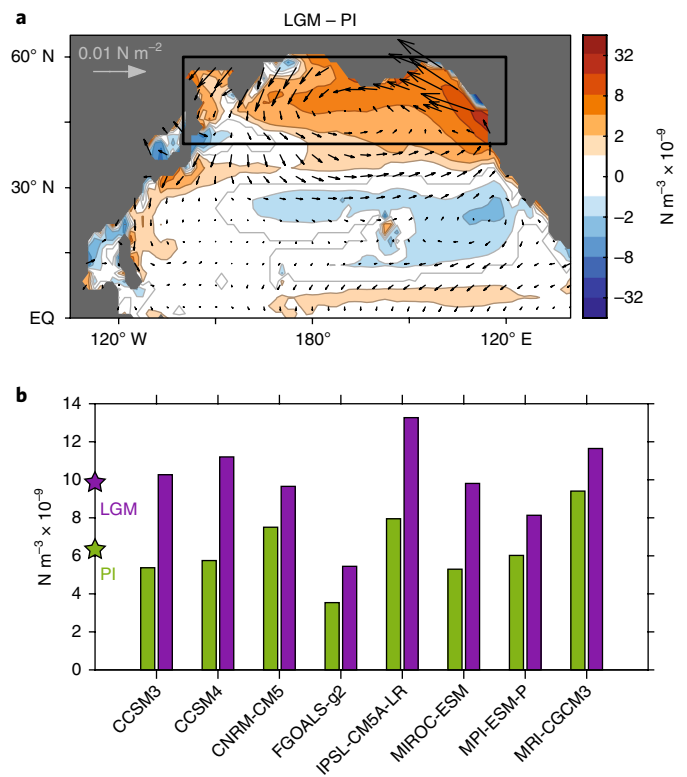 a
LGM – PI
60° N
30° N
EQ
0.01 N m⁻²
120° W
180°
120° E
32
8
2
0
–2
–8
–32
N m⁻³ × 10⁻⁹
b
14
12
10
8
6
4
2
0
N m⁻³ × 10⁻⁹
LGM
PI
CCSM3
CCSM4
CNRM-CM5
FGOALS-g2
IPSL-CM5A-LR
MIROC-ESM
MPI-ESM-P
MRI-CGCM3